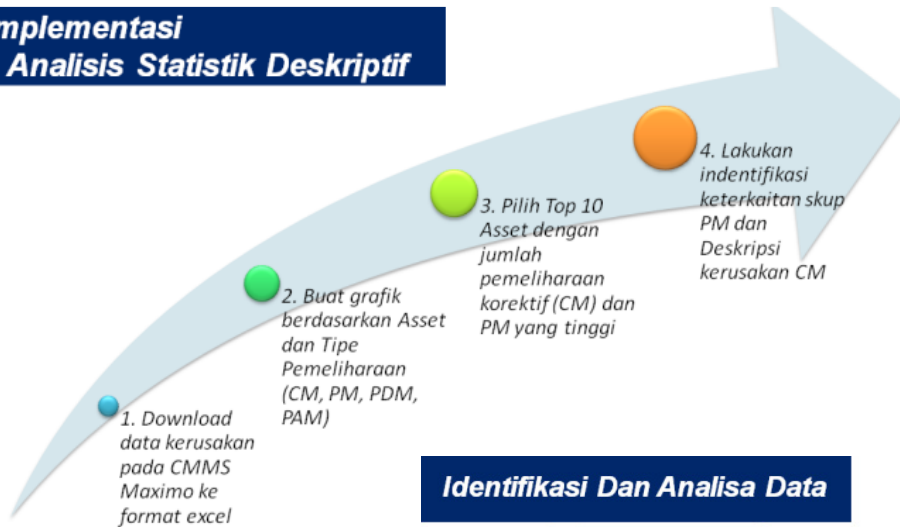 mplementasi
Analisis Statistik Deskriptif
1. Download
data kerusakan
pada CMMS
Maximo ke
format excel
2. Buat grafik
berdasarkan Asset
dan Tipe
Pemeliharaan
(CM, PM, PDM,
PAM)
3. Pilih Top 10
Asset dengan
jumlah
pemeliharaan
korektif (CM) dan
PM yang tinggi
4. Lakukan
indentifikasi
keterkaitan skup
PM dan
Deskripsi
kerusakan CM
Identifikasi Dan Analisa Data